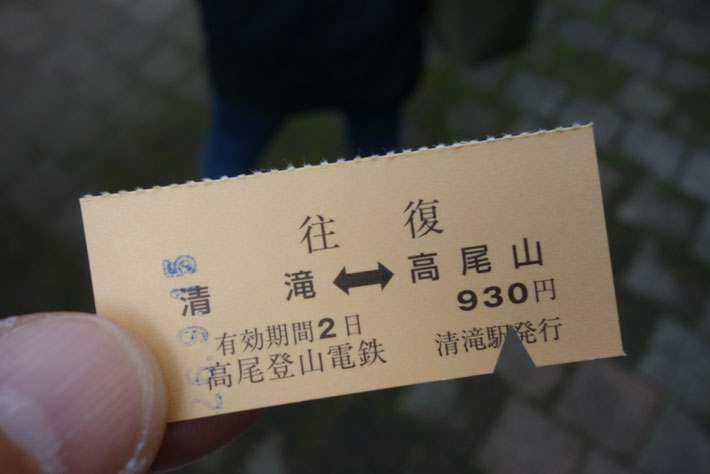 往復
清滝↔高尾山
930円
有効期間2日
清滝駅発行
高尾登山電鉄